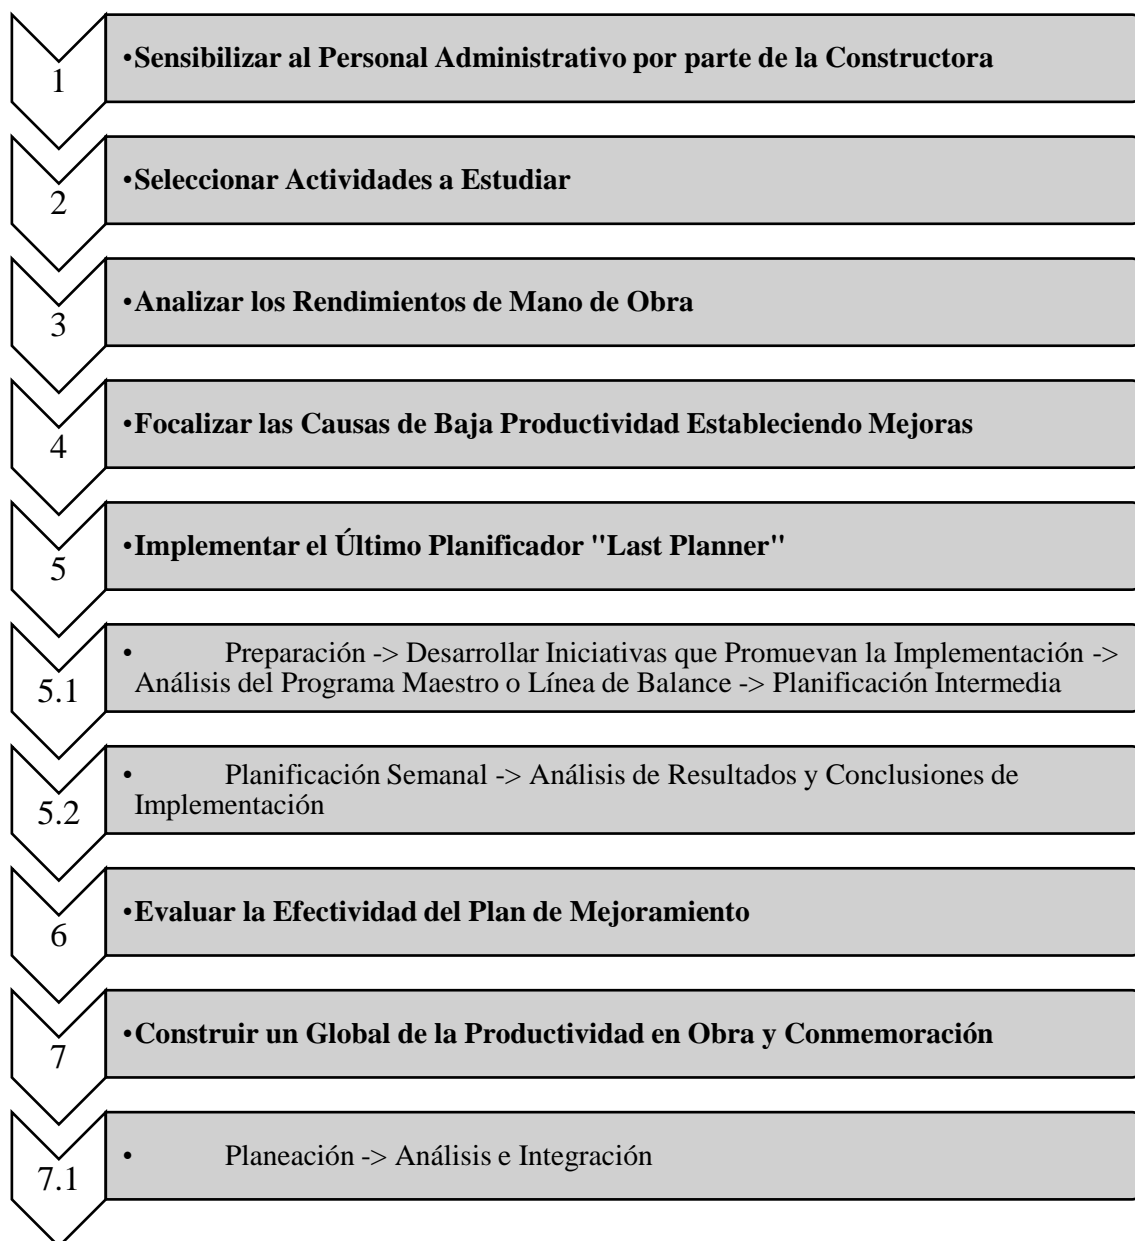 1
•Sensibilizar al Personal Administrativo por parte de la Constructora
2
•Seleccionar Actividades a Estudiar
3
•Analizar los Rendimientos de Mano de Obra
4
•Focalizar las Causas de Baja Productividad Estableciendo Mejoras
5
•Implementar el Último Planificador "Last Planner"
5.1
• Preparación -> Desarrollar Iniciativas que Promuevan la Implementación ->
Análisis del Programa Maestro o Línea de Balance -> Planificación Intermedia
5.2
• Planificación Semanal -> Análisis de Resultados y Conclusiones de
Implementación
6
•Evaluar la Efectividad del Plan de Mejoramiento
7
•Construir un Global de la Productividad en Obra y Conmemoración
7.1
• Planeación -> Análisis e Integración